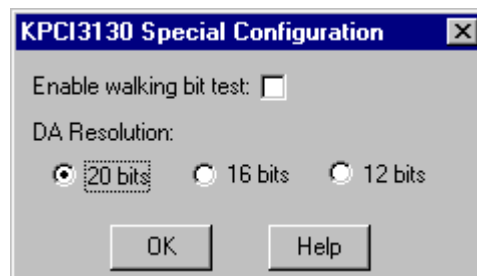 KPCI3130 Special Configuration
Enable walking bit test:
DA Resolution:
20 bits 16 bits 12 bits
OK Help